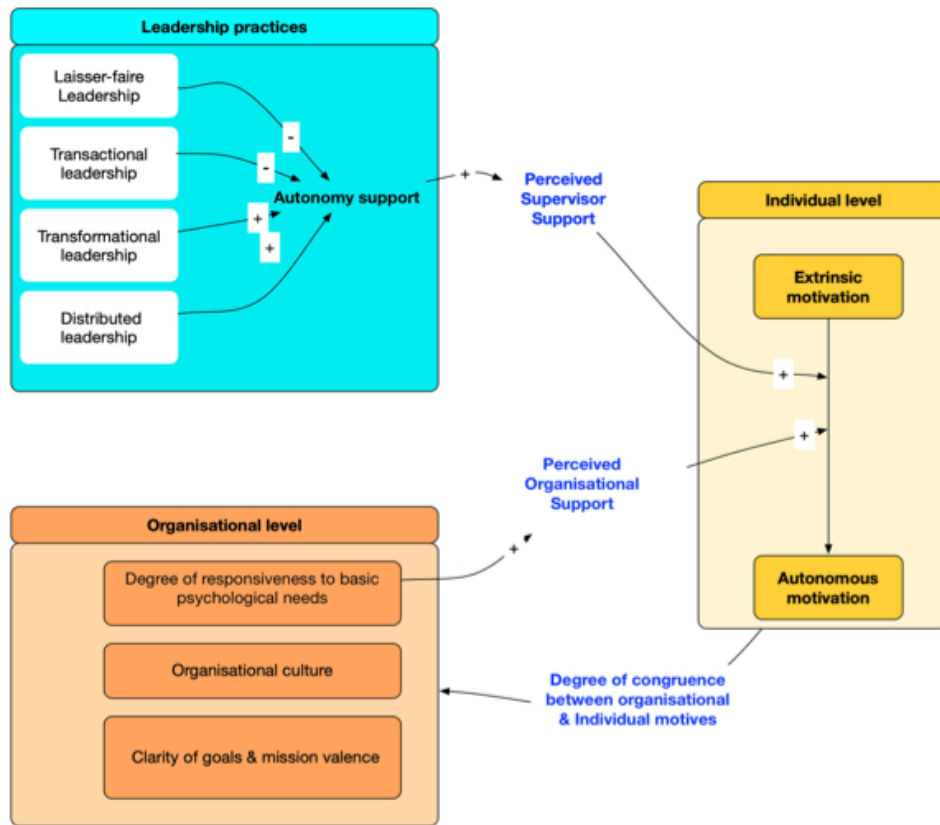 Leadership practices
Laisser-faire
Leadership
-
Transactional
leadership
-
Autonomy support
+
Perceived
Supervisor
Support
Transformational
leadership
+
+
Distributed
leadership
Individual level
Extrinsic
motivation
+
+
Perceived
Organisational
Support
Organisational level
+
Degree of responsiveness to basic
psychological needs
Autonomous
motivation
Organisational culture
Degree of congruence
between organisational
& Individual motives
Clarity of goals & mission valence